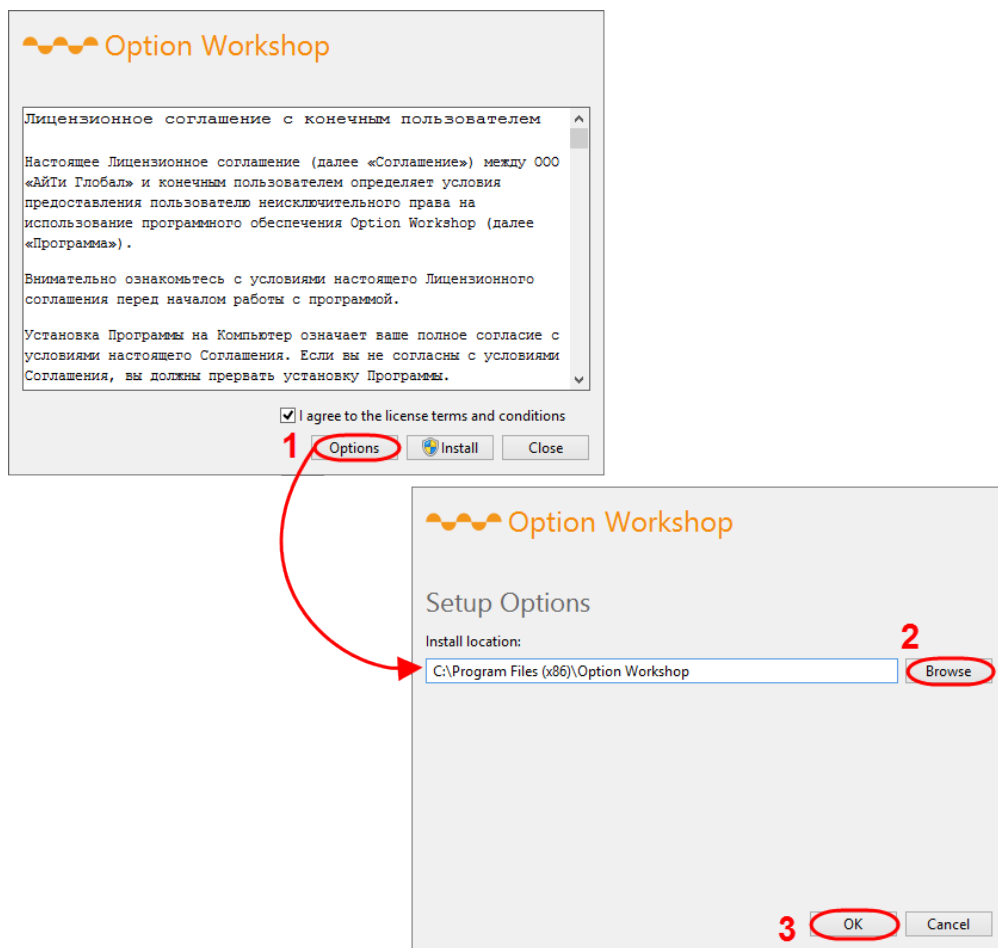 Option Workshop
Лицензионное соглашение с конечным пользователем
Настоящее Лицензионное соглашение (далее «Соглашение») между ООО
«АйТи Глобал» и конечным пользователем определяет условия
предоставления пользователю неисключительного права на
использование программного обеспечения Option Workshop (далее
«Программа»).
Внимательно ознакомьтесь с условиями настоящего Лицензионного
соглашения перед началом работы с программой.
Установка Программы на Компьютер означает ваше полное согласие с
условиями настоящего Соглашения. Если вы не согласны с условиями
Соглашения, вы должны прервать установку Программы.
I agree to the license terms and conditions
1 Options Install Close
Option Workshop
Setup Options
Install location:
2
C:\Program Files (x86)\Option Workshop Browse
3 OK Cancel